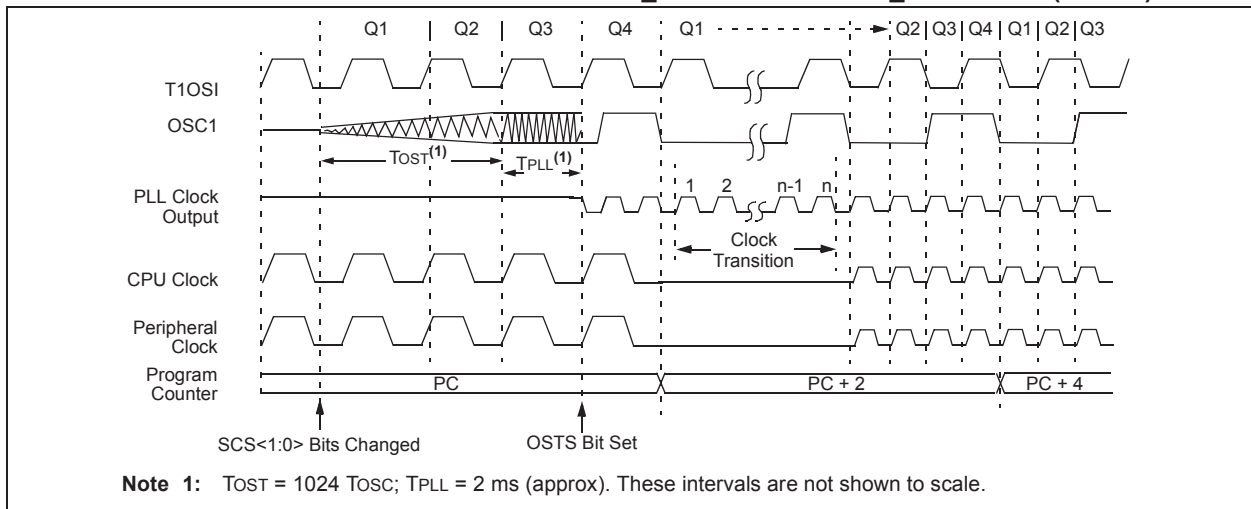 Q1 Q2 Q3 Q4 Q1 Q2 Q3 Q4 Q1 Q2 Q3
T1OSI
OSC1
TOST(1) TPLL(1)
1 2 n-1 n
PLL Clock
Output
Clock
Transition
CPU Clock
Peripheral
Clock
Program
Counter
PC PC + 2 PC + 4
SCS<1:0> Bits Changed OSTS Bit Set
Note 1: TOST = 1024 TOSC; TPLL = 2 ms (approx). These intervals are not shown to scale.